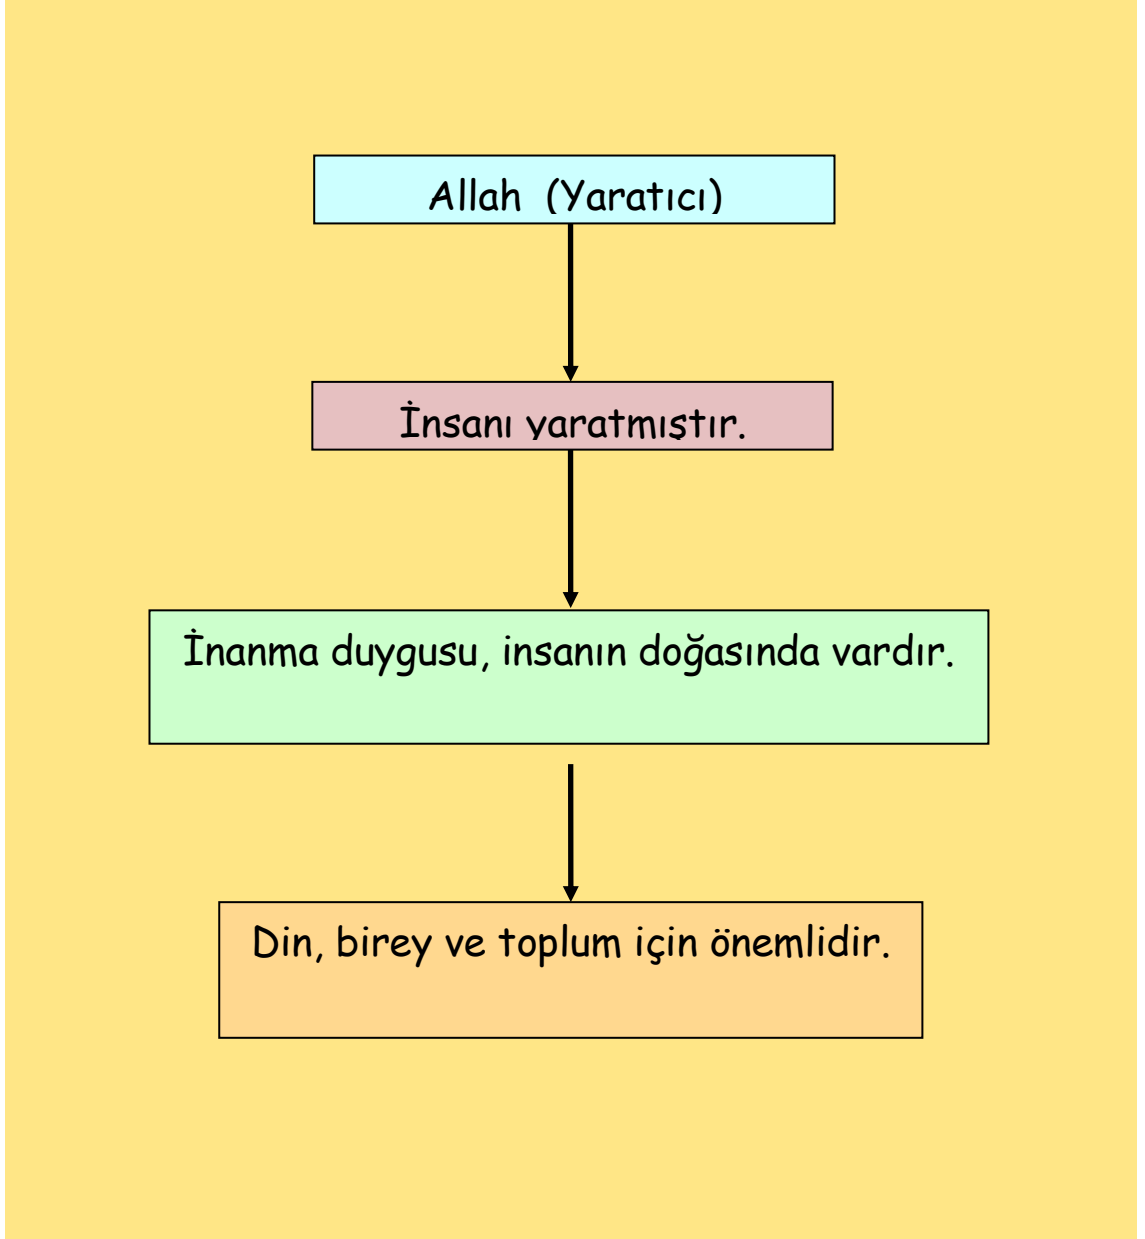 Allah (Yaratıcı)
İnsanı yaratmıştır.
İnanma duygusu, insanın doğasında vardır.
Din, birey ve toplum için önemlidir.